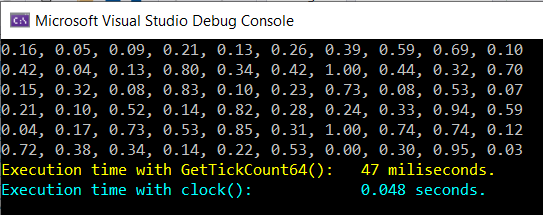 Microsoft Visual Studio Debug Console
0.16, 0.05, 0.09, 0.21, 0.13, 0.26, 0.39, 0.59, 0.69, 0.10
0.42, 0.04, 0.13, 0.80, 0.34, 0.42, 1.00, 0.44, 0.32, 0.70
0.15, 0.32, 0.08, 0.83, 0.10, 0.23, 0.73, 0.08, 0.53, 0.07
0.21, 0.10, 0.52, 0.14, 0.82, 0.28, 0.24, 0.33, 0.94, 0.59
0.04, 0.17, 0.73, 0.53, 0.85, 0.31, 1.00, 0.74, 0.74, 0.12
0.72, 0.38, 0.34, 0.14, 0.22, 0.53, 0.00, 0.30, 0.95, 0.03
Execution time with GetTickCount64():   47 miliseconds.
Execution time with clock():            0.048 seconds.